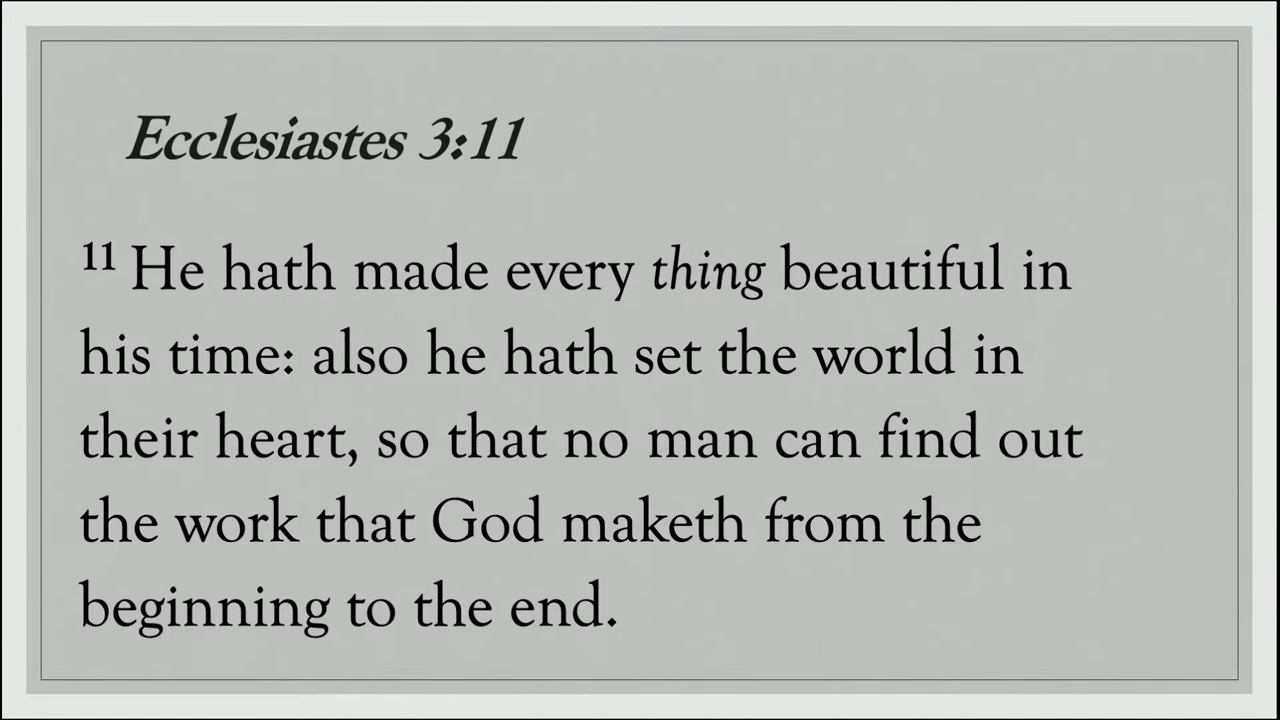 Ecclesiastes 3:11
¹¹ He hath made every thing beautiful in
his time: also he hath set the world in
their heart, so that no man can find out
the work that God maketh from the
beginning to the end.